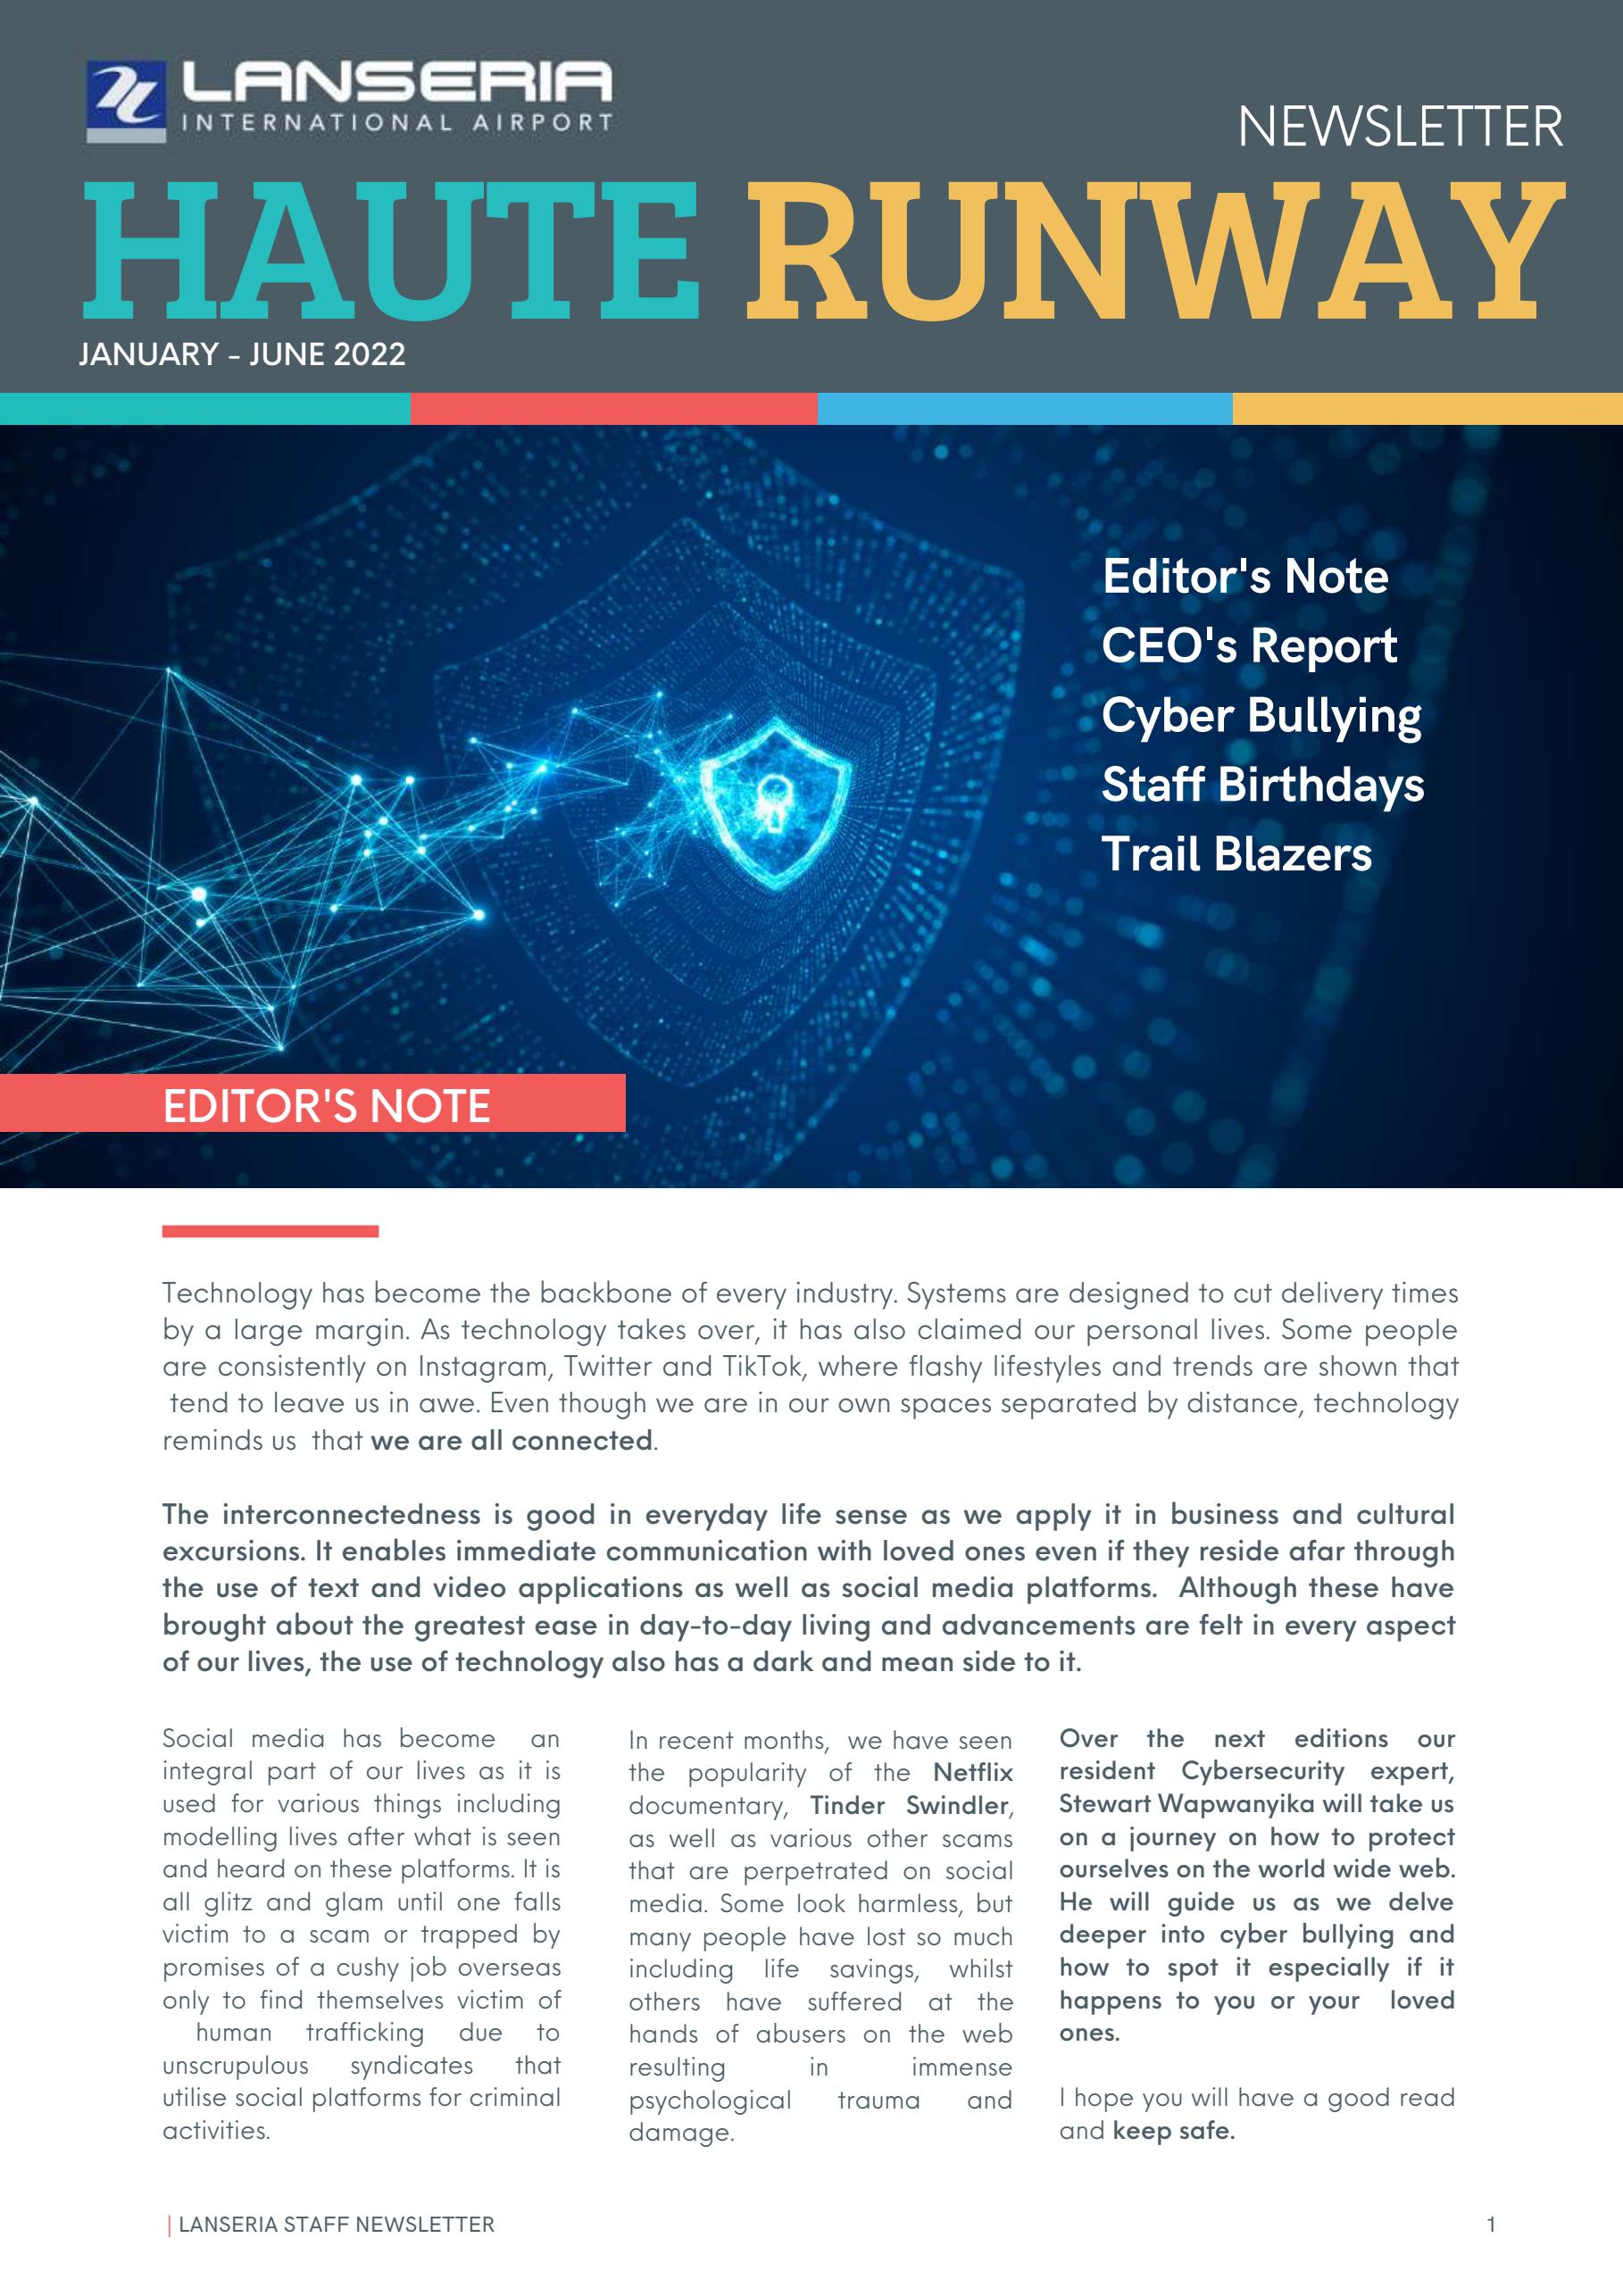 LANSERIA
INTERNATIONAL AIRPORT
NEWSLETTER
HAUTE RUNWAY
JANUARY - JUNE 2022
Editor's Note
CEO's Report
Cyber Bullying
Staff Birthdays
Trail Blazers
EDITOR'S NOTE
Technology has become the backbone of every industry. Systems are designed to cut delivery times
by a large margin. As technology takes over, it has also claimed our personal lives. Some people
are consistently on Instagram, Twitter and TikTok, where flashy lifestyles and trends are shown that
tend to leave us in awe. Even though we are in our own spaces separated by distance, technology
reminds us that we are all connected.
The interconnectedness is good in everyday life sense as we apply it in business and cultural
excursions. It enables immediate communication with loved ones even if they reside afar through
the use of text and video applications as well as social media platforms. Although these have
brought about the greatest ease in day-to-day living and advancements are felt in every aspect
of our lives, the use of technology also has a dark and mean side to it.
Social media has become an
integral part of our lives as it is
used for various things including
modelling lives after what is seen
and heard on these platforms. It is
all glitz and glam until one falls
victim to a scam or trapped by
promises of a cushy job overseas
only to find themselves victim of
human trafficking due to
unscrupulous syndicates that
utilise social platforms for criminal
activities.
In recent months, we have seen
the popularity of the Netflix
documentary, Tinder Swindler,
as well as various other scams
that are perpetrated on social
media. Some look harmless, but
many people have lost so much
including life savings, whilst
others have suffered at the
hands of abusers on the web
resulting in immense
psychological trauma and
damage.
Over the next editions our
resident Cybersecurity expert,
Stewart Wapwanyika will take us
on a journey on how to protect
ourselves on the world wide web.
He will guide us as we delve
deeper into cyber bullying and
how to spot it especially if it
happens to you or your loved
ones.
I hope you will have a good read
and keep safe.
| LANSERIA STAFF NEWSLETTER
1